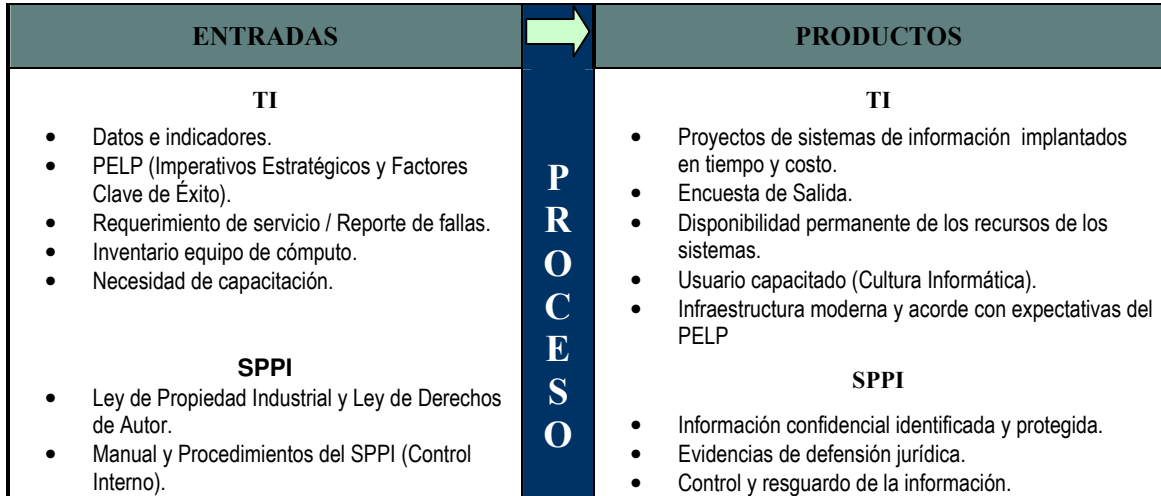 ENTRADAS
TI
• Datos e indicadores.
• PELP (Imperativos Estratégicos y Factores
Clave de Éxito).
• Requerimiento de servicio / Reporte de fallas.
• Inventario equipo de cómputo.
• Necesidad de capacitación.
SPPI
• Ley de Propiedad Industrial y Ley de Derechos
de Autor.
• Manual y Procedimientos del SPPI (Control
Interno).
P
R
O
C
E
S
O
PRODUCTOS
TI
• Proyectos de sistemas de información implantados
en tiempo y costo.
• Encuesta de Salida.
• Disponibilidad permanente de los recursos de los
sistemas.
• Usuario capacitado (Cultura Informática).
• Infraestructura moderna y acorde con expectativas del
PELP
SPPI
• Información confidencial identificada y protegida.
• Evidencias de defensión jurídica.
• Control y resguardo de la información.